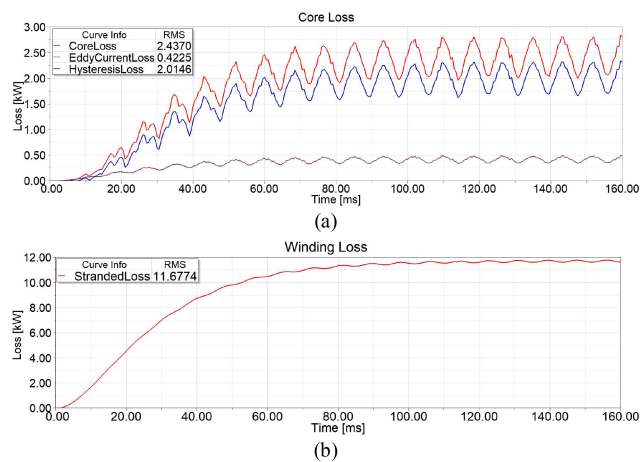 Core Loss
Curve Info RMS
CoreLoss 2.4370
EddyCurrentLoss 0.4225
HysteresisLoss 2.0146
Loss [kW]
3.00
2.50
2.00
1.50
1.00
0.50
0.00
0.00 20.00 40.00 60.00 80.00 100.00 120.00 140.00 160.00
Time [ms]
(a)
Winding Loss
Curve Info RMS
StrandedLoss 11.6774
Loss [kW]
12.00
10.00
8.00
6.00
4.00
2.00
0.00
0.00 20.00 40.00 60.00 80.00 100.00 120.00 140.00 160.00
Time [ms]
(b)